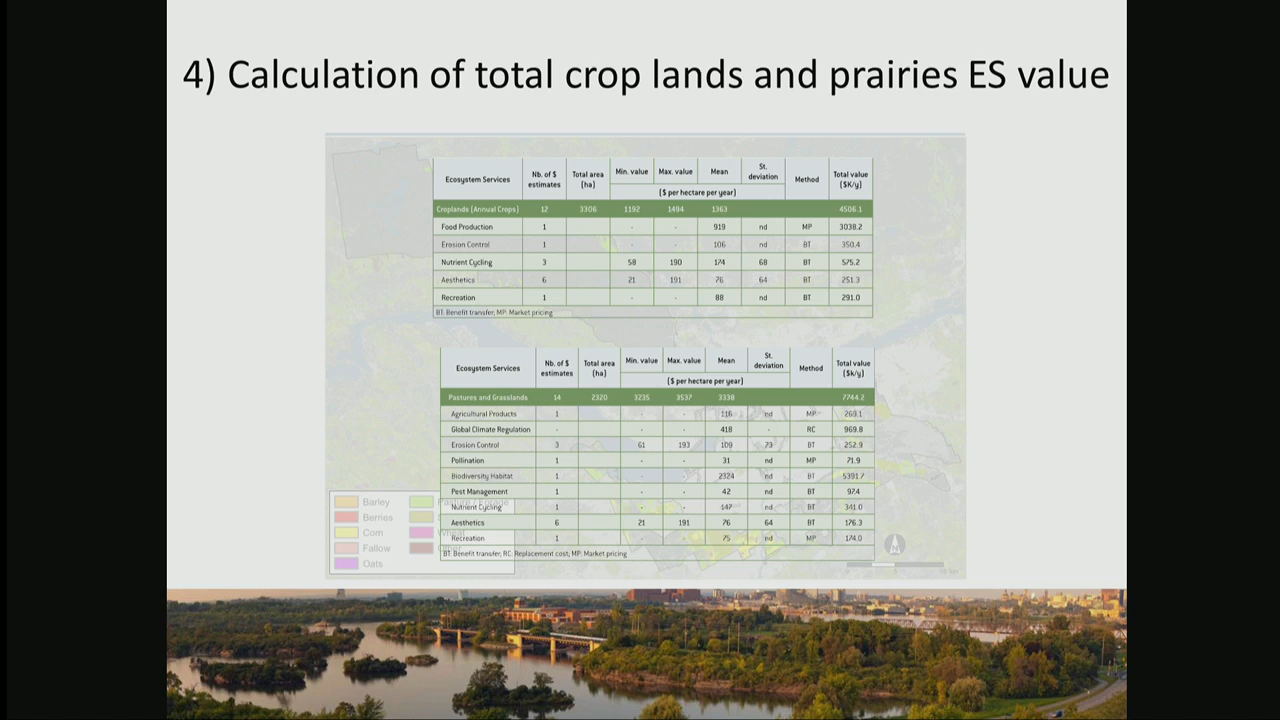 4) Calculation of total crop lands and prairies ES value
Ecosystem Services Nb. of $ estimates Total area (ha) Min. value Max. value Mean St. deviation Method Total value ($K/y)
($ per hectare per year)
Croplands (Annual Crops) 12 3306 1192 1494 1363 4506.1
Food Production 1 - - 919 nd MP 3038.2
Erosion Control 1 - - 106 nd BT 350.4
Nutrient Cycling 3 58 190 174 68 BT 575.2
Aesthetics 6 21 191 76 64 BT 251.3
Recreation 1 - - 88 nd BT 291.0
BT: Benefit transfer; MP: Market pricing
Ecosystem Services Nb. of $ estimates Total area (ha) Min. value Max. value Mean St. deviation Method Total value ($k/y)
($ per hectare per year)
Pastures and Grasslands 14 2320 3235 3537 3338 7744.2
Agricultural Products 1 - - 116 nd MP 269.1
Global Climate Regulation - - - 418 - RC 969.8
Erosion Control 3 61 193 109 73 BT 252.9
Pollination 1 - - 31 nd MP 71.9
Biodiversity Habitat 1 - - 2324 nd BT 5391.7
Pest Management 1 - - 42 nd BT 97.4
Nutrient Cycling 1 - - 147 nd BT 341.0
Aesthetics 6 21 191 76 64 BT 176.3
Recreation 1 75 nd MP 174.0
BT: Benefit transfer, RC: Replacement cost; MP: Market pricing
Barley
Berries
Corn
Fallow
Oats